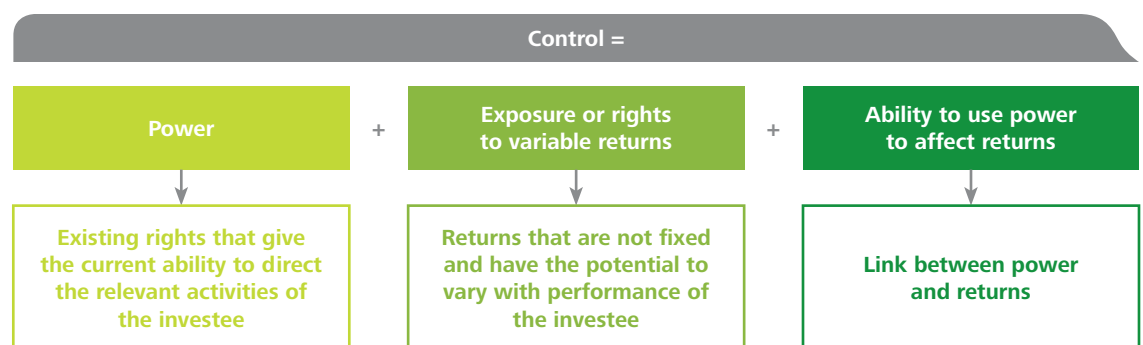 Control =
Power
+
Exposure or rights
to variable returns
+
Ability to use power
to affect returns
Existing rights that give
the current ability to direct
the relevant activities of
the investee
Returns that are not fixed
and have the potential to
vary with performance of
the investee
Link between power
and returns